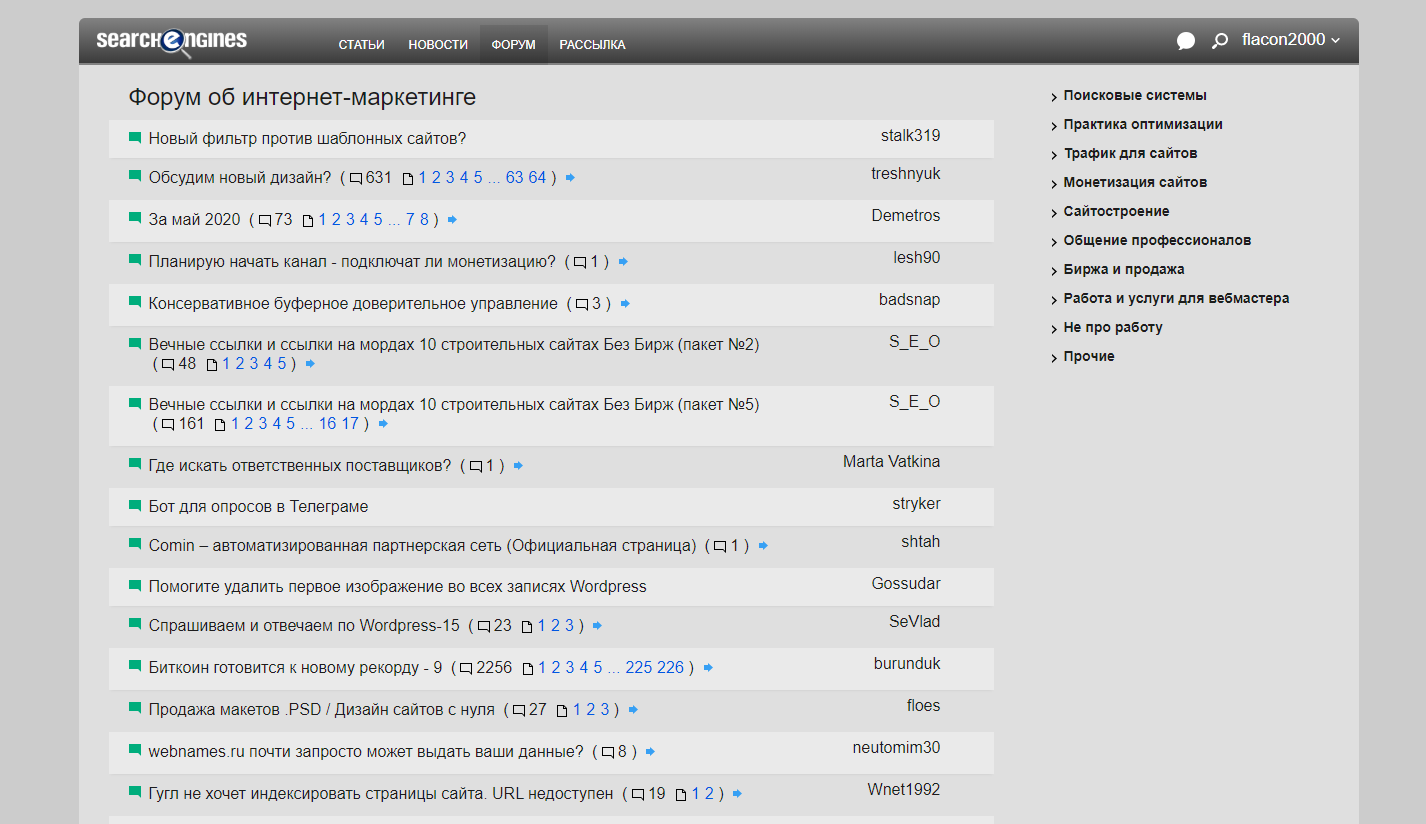 searchengines
СТАТЬИ НОВОСТИ ФОРУМ РАССЫЛКА
flacon2000
Форум об интернет-маркетинге
Новый фильтр против шаблонных сайтов? stalk319
Обсудим новый дизайн? ( 631 1 2 3 4 5 ... 63 64 ) treshnyuk
За май 2020 ( 73 1 2 3 4 5 ... 7 8 ) Demetros
Планирую начать канал - подключат ли монетизацию? ( 1 ) lesh90
Консервативное буферное доверительное управление ( 3 ) badsnap
Вечные ссылки и ссылки на мордах 10 строительных сайтах Без Бирж (пакет №2) S_E_O
( 48 1 2 3 4 5 )
Вечные ссылки и ссылки на мордах 10 строительных сайтах Без Бирж (пакет №5) S_E_O
( 161 1 2 3 4 5 ... 16 17 )
Где искать ответственных поставщиков? ( 1 ) Marta Vatkina
Бот для опросов в Телеграме stryker
Comin – автоматизированная партнерская сеть (Официальная страница) ( 1 ) shtah
Помогите удалить первое изображение во всех записях Wordpress Gossudar
Спрашиваем и отвечаем по Wordpress-15 ( 23 1 2 3 ) SeVlad
Биткоин готовится к новому рекорду - 9 ( 2256 1 2 3 4 5 ... 225 226 ) burunduk
Продажа макетов .PSD / Дизайн сайтов с нуля ( 27 1 2 3 ) floes
webnames.ru почти запросто может выдать ваши данные? ( 8 ) neutomim30
Гугл не хочет индексировать страницы сайта. URL недоступен ( 19 1 2 ) Wnet1992
Поисковые системы
Практика оптимизации
Трафик для сайтов
Монетизация сайтов
Сайтостроение
Общение профессионалов
Биржа и продажа
Работа и услуги для вебмастера
Не про работу
Прочие